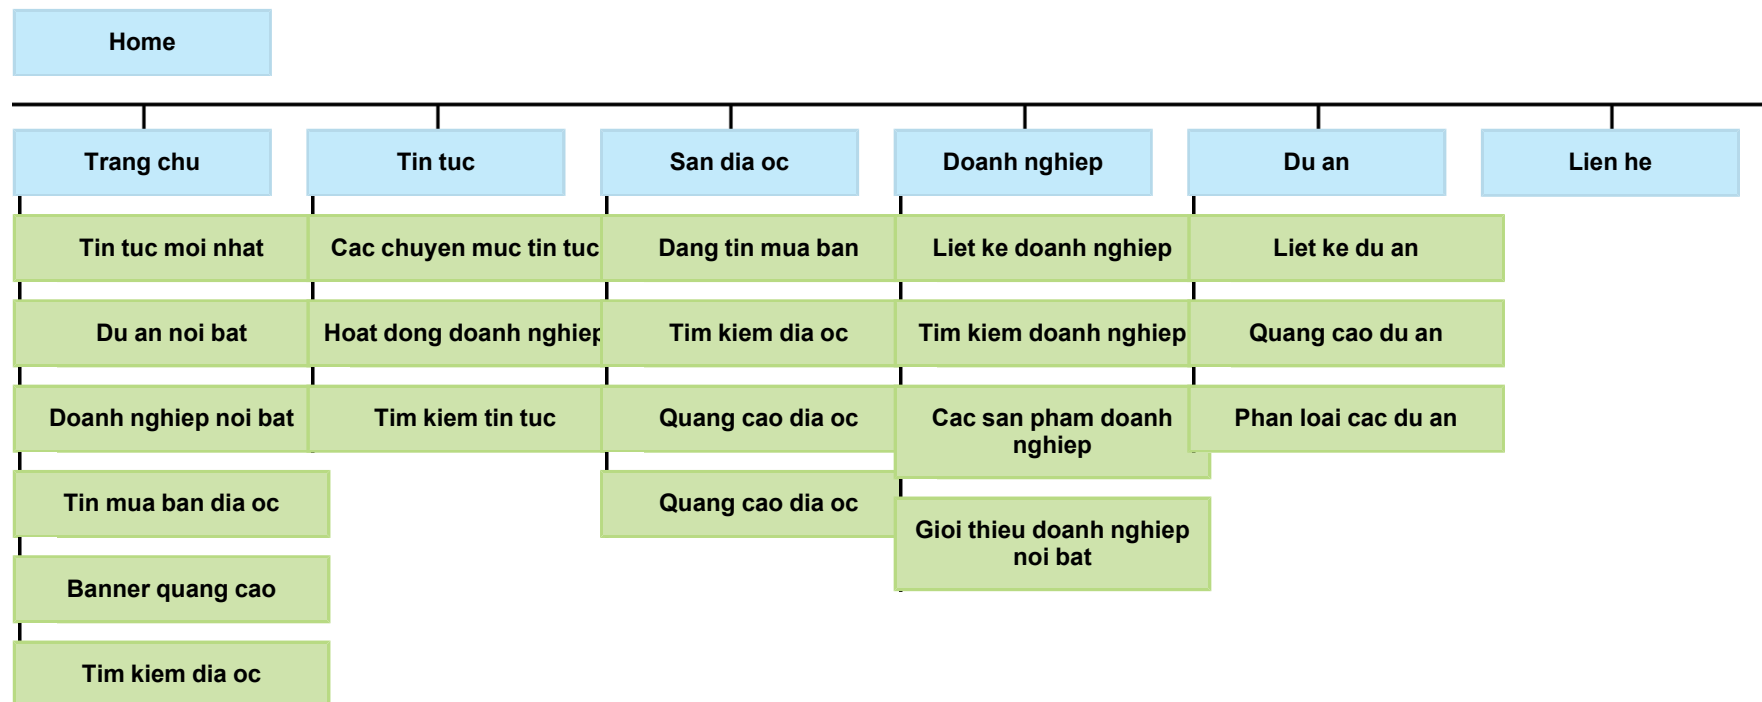 Home
Trang chu
Tin tuc
San dia oc
Doanh nghiep
Du an
Lien he
Tin tuc moi nhat
Cac chuyen muc tin tuc
Dang tin mua ban
Liet ke doanh nghiep
Liet ke du an
Du an noi bat
Hoat dong doanh nghiep
Tim kiem dia oc
Tim kiem doanh nghiep
Quang cao du an
Doanh nghiep noi bat
Tim kiem tin tuc
Quang cao dia oc
Cac san pham doanh
nghiep
Phan loai cac du an
Tin mua ban dia oc
Quang cao dia oc
Gioi thieu doanh nghiep
noi bat
Banner quang cao
Tim kiem dia oc